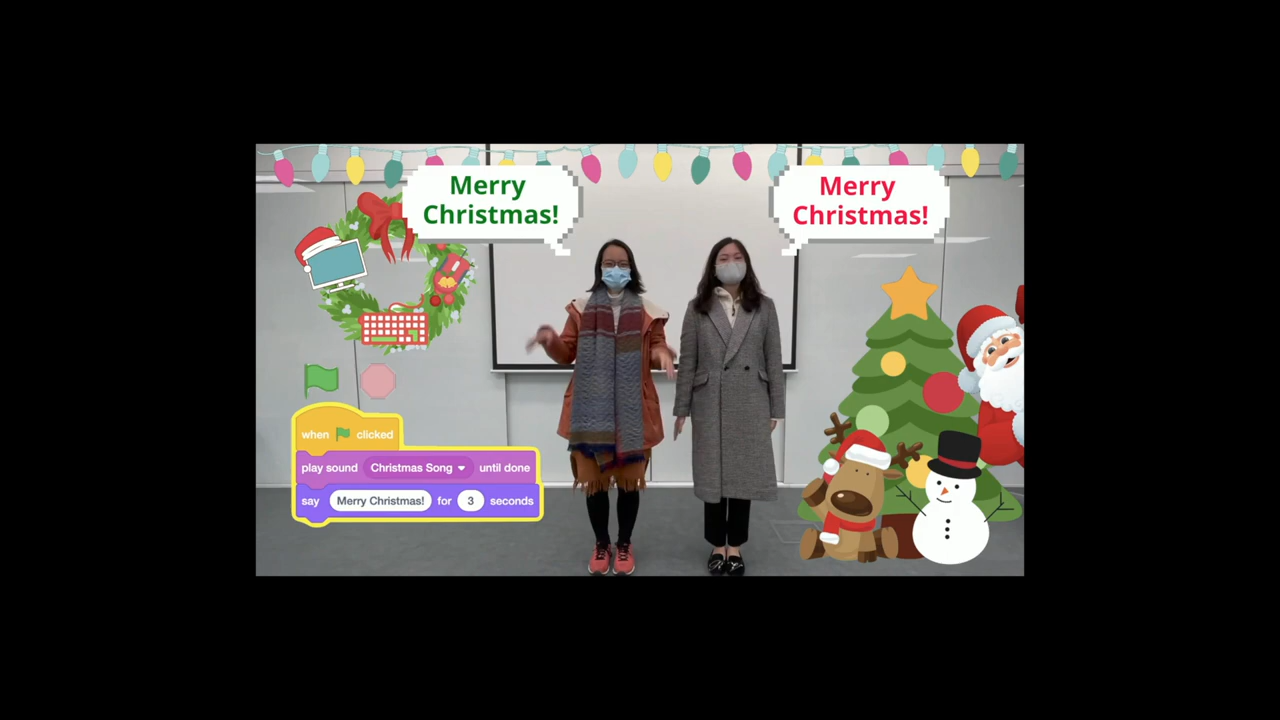 Merry
Christmas!
Merry
Christmas!
when clicked
play sound Christmas Song until done
say Merry Christmas! for 3 seconds